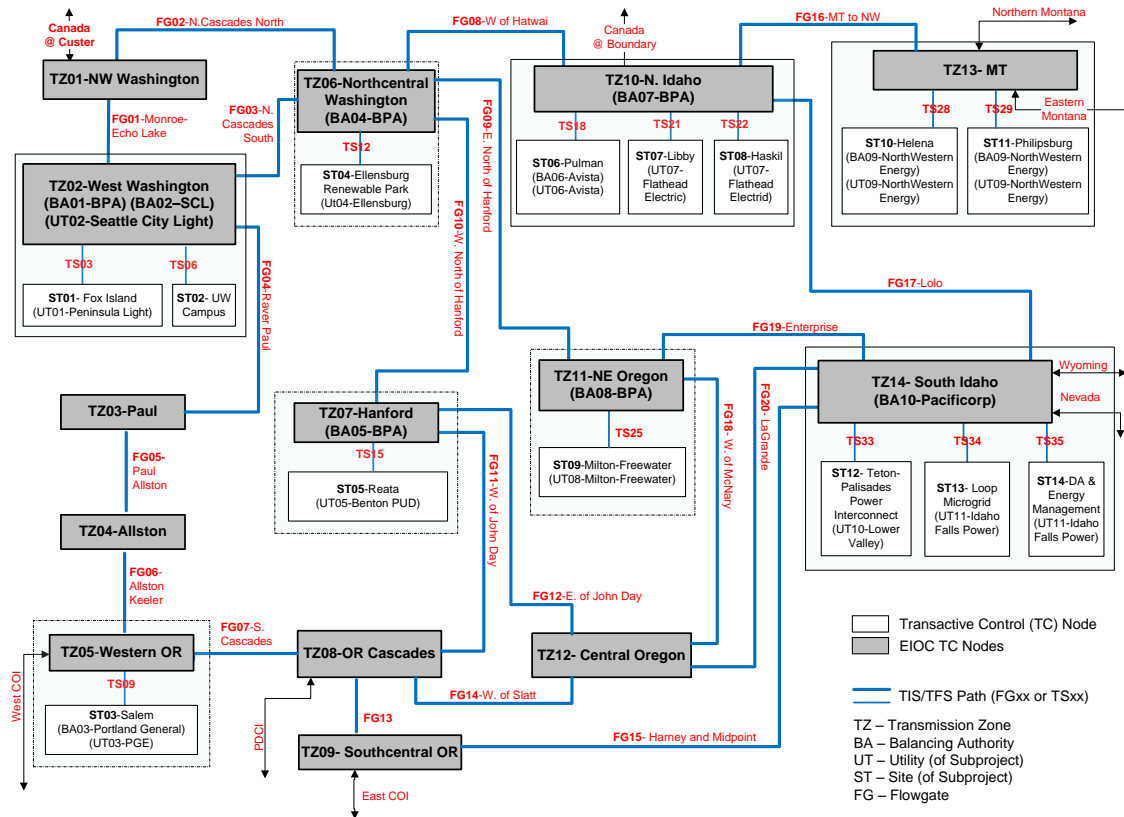 Canada
@ Custer
FG02-N.Cascades North
FG08-W of Hatwai
Canada
@ Boundary
FG16-MT to NW
Northern Montana
TZ01-NW Washington
TZ06-Northcentral
Washington
(BA04-BPA)
TZ10-N. Idaho
(BA07-BPA)
TZ13- MT
Eastern
Montana
FG01-Monroe-
Echo Lake
FG03-N.
Cascades
South
FG09-E. North of Hanford
TS12
TS18
TS21
TS22
TS28
TS29
ST04-Ellensburg
Renewable Park
(Ut04-Ellensburg)
ST06-Pulman
(BA06-Avista)
(UT06-Avista)
ST07-Libby
(UT07-
Flathead
Electric)
ST08-Haskil
(UT07-
Flathead
Electrid)
ST10-Helena
(BA09-NorthWestern
Energy)
(UT09-NorthWestern
Energy)
ST11-Philipsburg
(BA09-NorthWestern
Energy)
(UT09-NorthWestern
Energy)
TZ02-West Washington
(BA01-BPA) (BA02–SCL)
(UT02-Seattle City Light)
TS03
TS06
ST01- Fox Island
(UT01-Peninsula Light)
ST02- UW
Campus
FG04-Raver Paul
FG10-W. North of Hanford
FG17-Lolo
FG19-Enterprise
TZ03-Paul
TZ07-Hanford
(BA05-BPA)
TS15
ST05-Reata
(UT05-Benton PUD)
TZ11-NE Oregon
(BA08-BPA)
TS25
ST09-Milton-Freewater
(UT08-Milton-Freewater)
TZ14- South Idaho
(BA10-Pacificorp)
Wyoming
Nevada
TS33
TS34
TS35
ST12- Teton-
Palisades
Power
Interconnect
(UT10-Lower
Valley)
ST13- Loop
Microgrid
(UT11-Idaho
Falls Power)
ST14-DA &
Energy
Management
(UT11-Idaho
Falls Power)
FG05-
Paul
Allston
FG11-W. of John Day
FG18- W. of McNary
FG20- LaGrande
TZ04-Allston
FG06-
Allston
Keeler
FG12-E. of John Day
FG07-S.
Cascades
TZ05-Western OR
TS09
ST03-Salem
(BA03-Portland General)
(UT03-PGE)
West COI
TZ08-OR Cascades
TZ12- Central Oregon
FG14-W. of Slatt
PDCI
FG13
TZ09- Southcentral OR
FG15- Harney and Midpoint
East COI
Transactive Control (TC) Node
EIOC TC Nodes
TIS/TFS Path (FGxx or TSxx)
TZ – Transmission Zone
BA – Balancing Authority
UT – Utility (of Subproject)
ST – Site (of Subproject)
FG – Flowgate